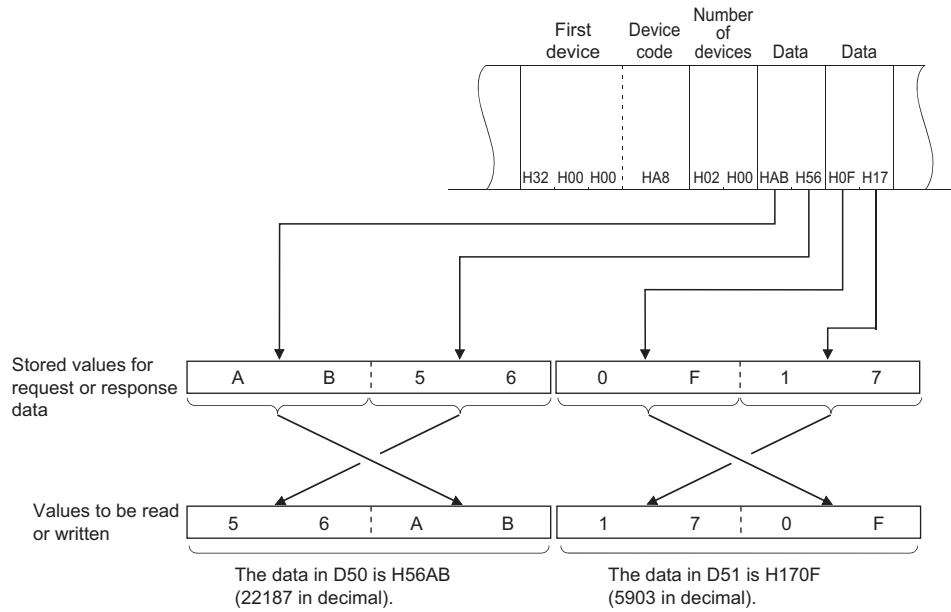 First device
Device code
Number of devices
Data
Data
H32 H00 H00 HA8 H02 H00 HAB H56 H0F H17
Stored values for
request or response
data
A B 5 6 0 F 1 7
Values to be read
or written
5 6 A B 1 7 0 F
The data in D50 is H56AB
(22187 in decimal).
The data in D51 is H170F
(5903 in decimal).